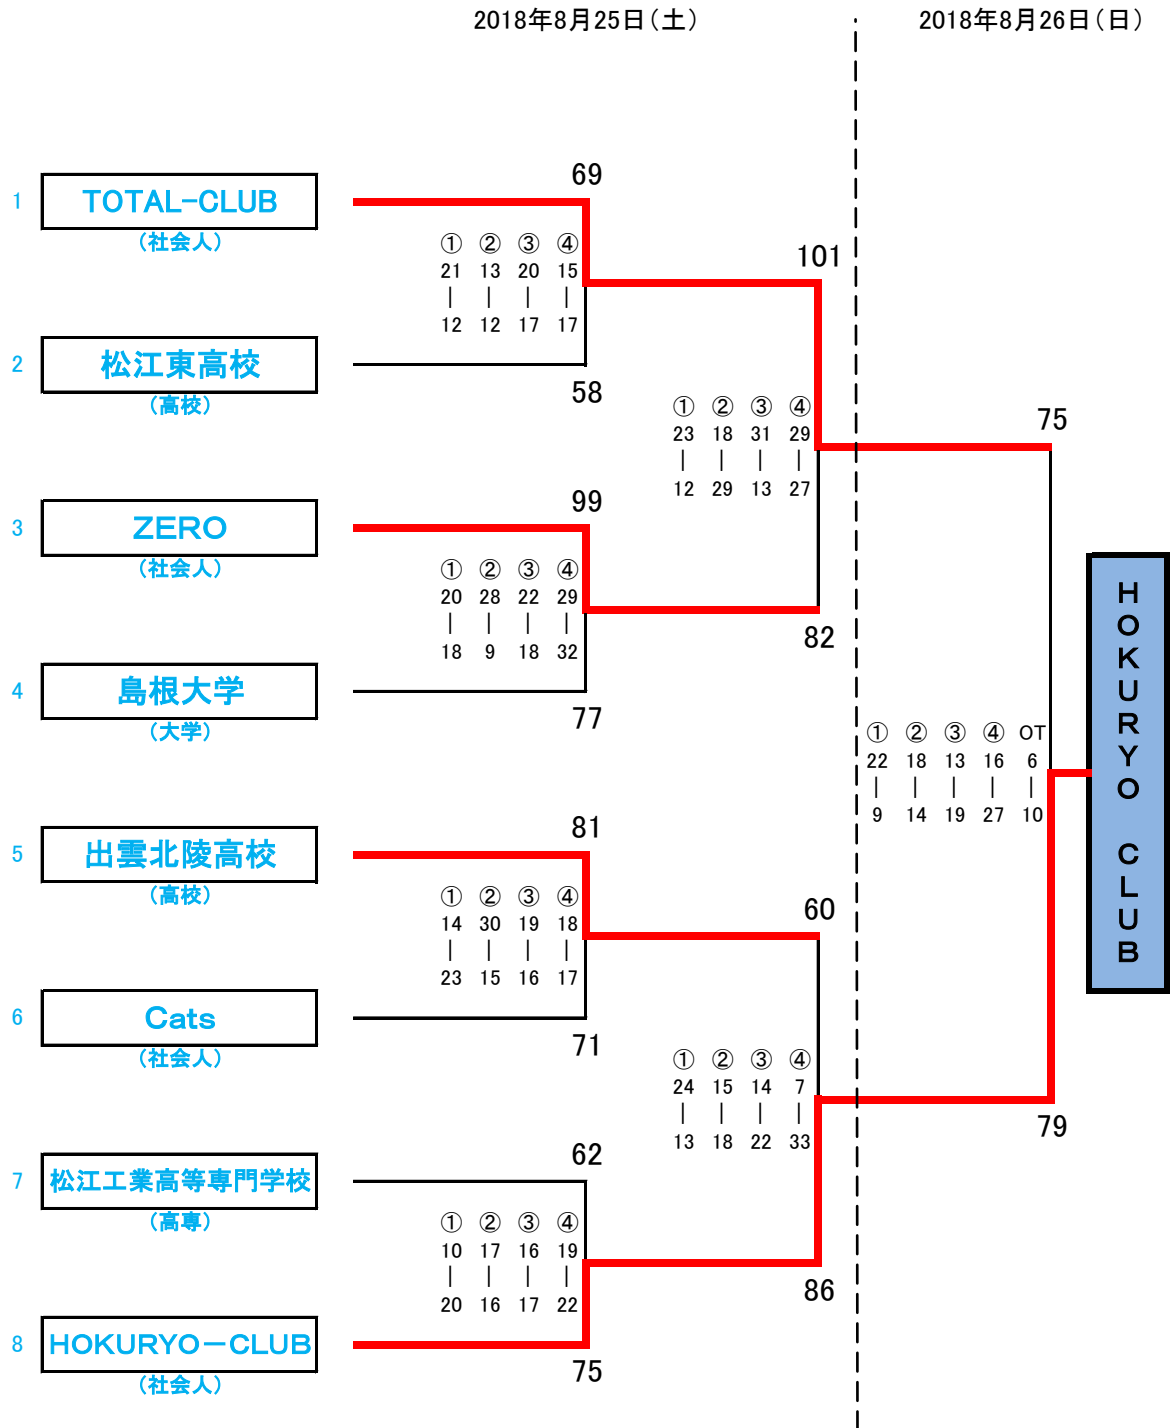 2018年8月25日（土）
2018年8月26日（日）
1 TOTAL-CLUB
（社会人）
69
① ② ③ ④
21 13 20 15
| | | |
12 12 17 17
2 松江東高校
（高校）
58
101
① ② ③ ④
23 18 31 29
| | | |
12 29 13 27
3 ZERO
（社会人）
99
① ② ③ ④
20 28 22 29
| | | |
18 9 18 32
82
4 島根大学
（大学）
77
75
① ② ③ ④ OT
22 18 13 16 6
| | | | |
9 14 19 27 10
HOKURYO CLUB
5 出雲北陵高校
（高校）
81
① ② ③ ④
14 30 19 18
| | | |
23 15 16 17
60
6 Cats
（社会人）
71
① ② ③ ④
24 15 14 7
| | | |
13 18 22 33
79
7 松江工業高等専門学校
（高専）
62
① ② ③ ④
10 17 16 19
| | | |
20 16 17 22
86
8 HOKURYO－CLUB
（社会人）
75